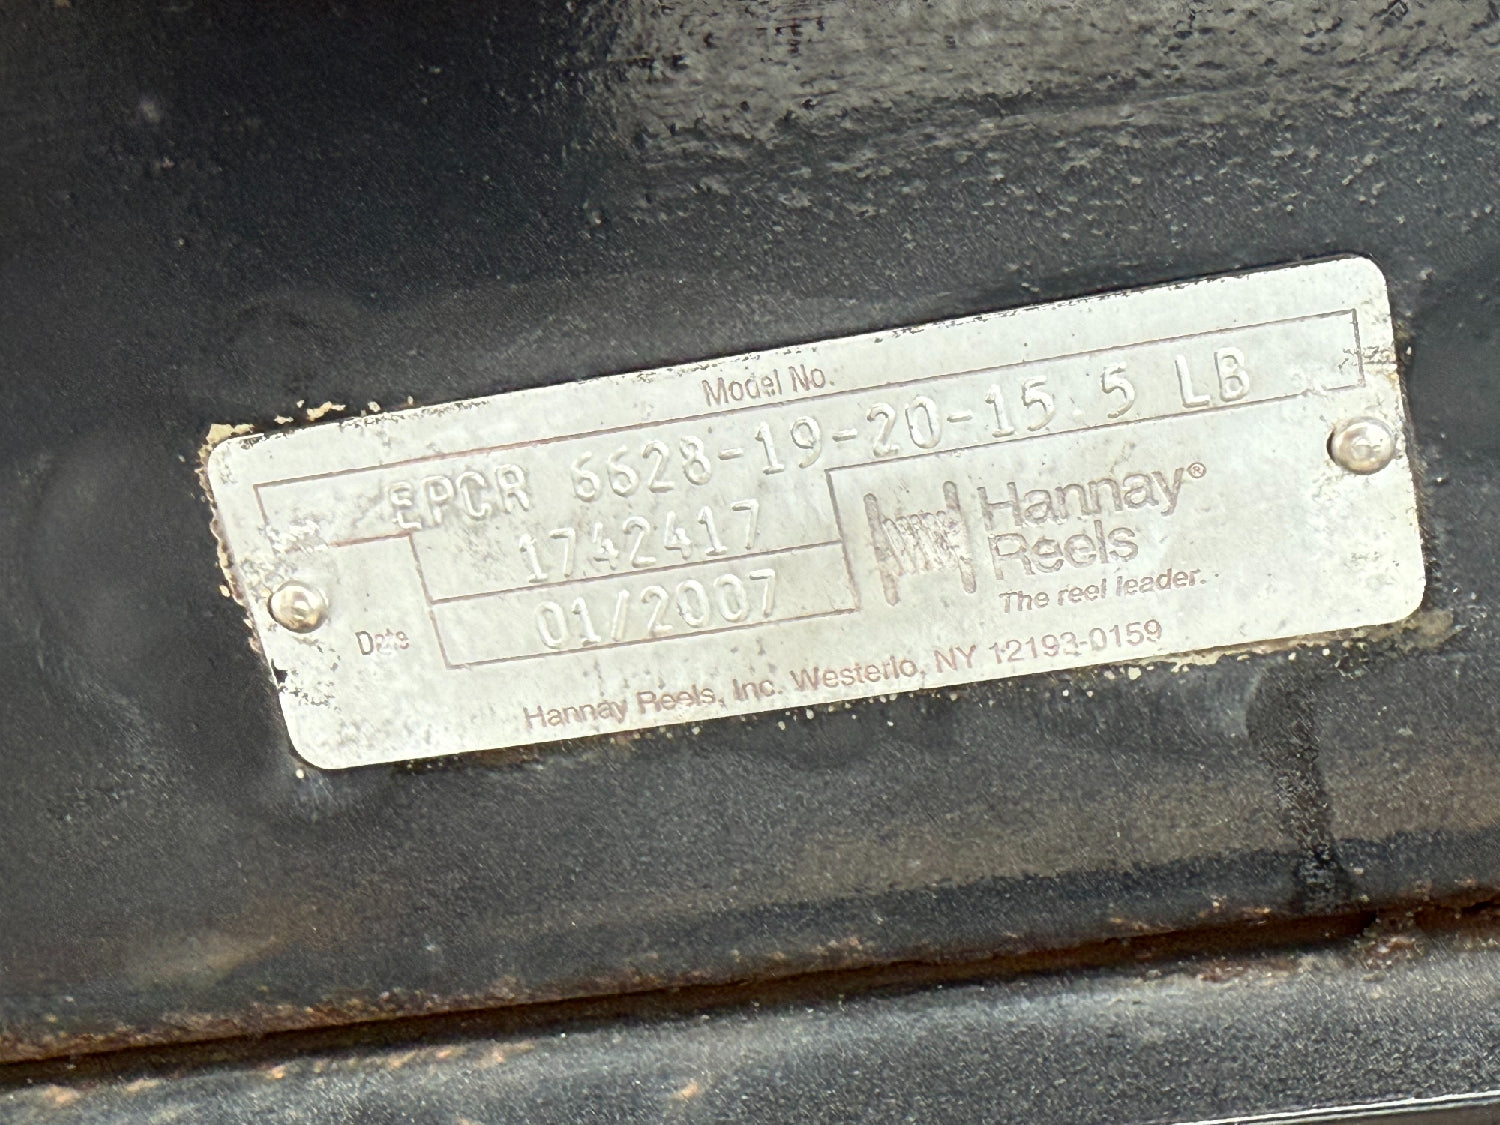 Model No.
EPCR 6628-19-20-15 5 LB
1742417
Date 01/2007
Hannay®
Reels
The reel leader.
Hannay Reels, Inc. Westerlo, NY 12193-0159